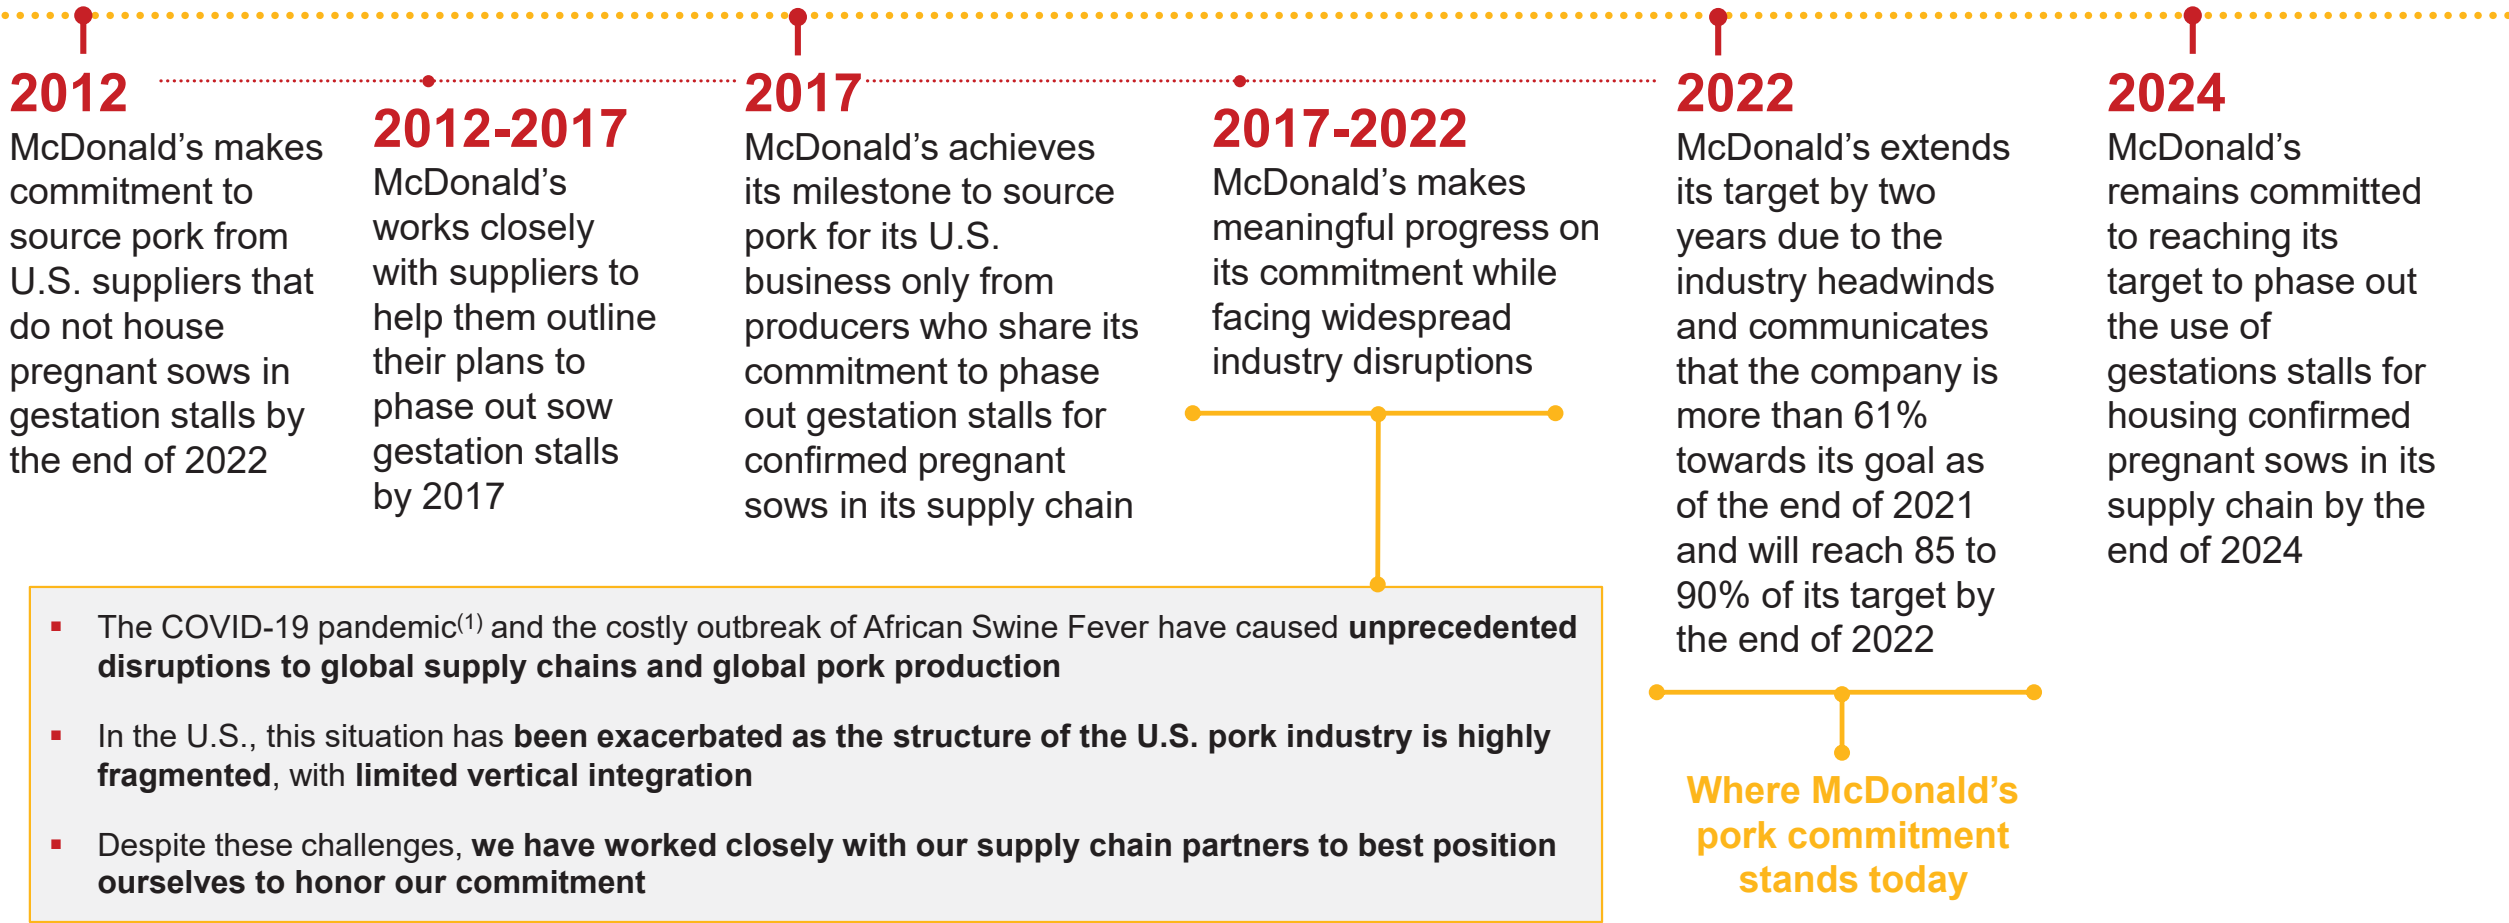 2012
McDonald’s makes
commitment to
source pork from
U.S. suppliers that
do not house
pregnant sows in
gestation stalls by
the end of 2022
2012-2017
McDonald’s
works closely
with suppliers to
help them outline
their plans to
phase out sow
gestation stalls
by 2017
2017
McDonald’s achieves
its milestone to source
pork for its U.S.
business only from
producers who share its
commitment to phase
out gestation stalls for
confirmed pregnant
sows in its supply chain
2017-2022
McDonald’s makes
meaningful progress on
its commitment while
facing widespread
industry disruptions
2022
McDonald’s extends
its target by two
years due to the
industry headwinds
and communicates
that the company is
more than 61%
towards its goal as
of the end of 2021
and will reach 85 to
90% of its target by
the end of 2022
2024
McDonald’s
remains committed
to reaching its
target to phase out
the use of
gestations stalls for
housing confirmed
pregnant sows in its
supply chain by the
end of 2024
▪ The COVID-19 pandemic(1) and the costly outbreak of African Swine Fever have caused unprecedented
disruptions to global supply chains and global pork production
▪ In the U.S., this situation has been exacerbated as the structure of the U.S. pork industry is highly
fragmented, with limited vertical integration
▪ Despite these challenges, we have worked closely with our supply chain partners to best position
ourselves to honor our commitment
Where McDonald’s
pork commitment
stands today